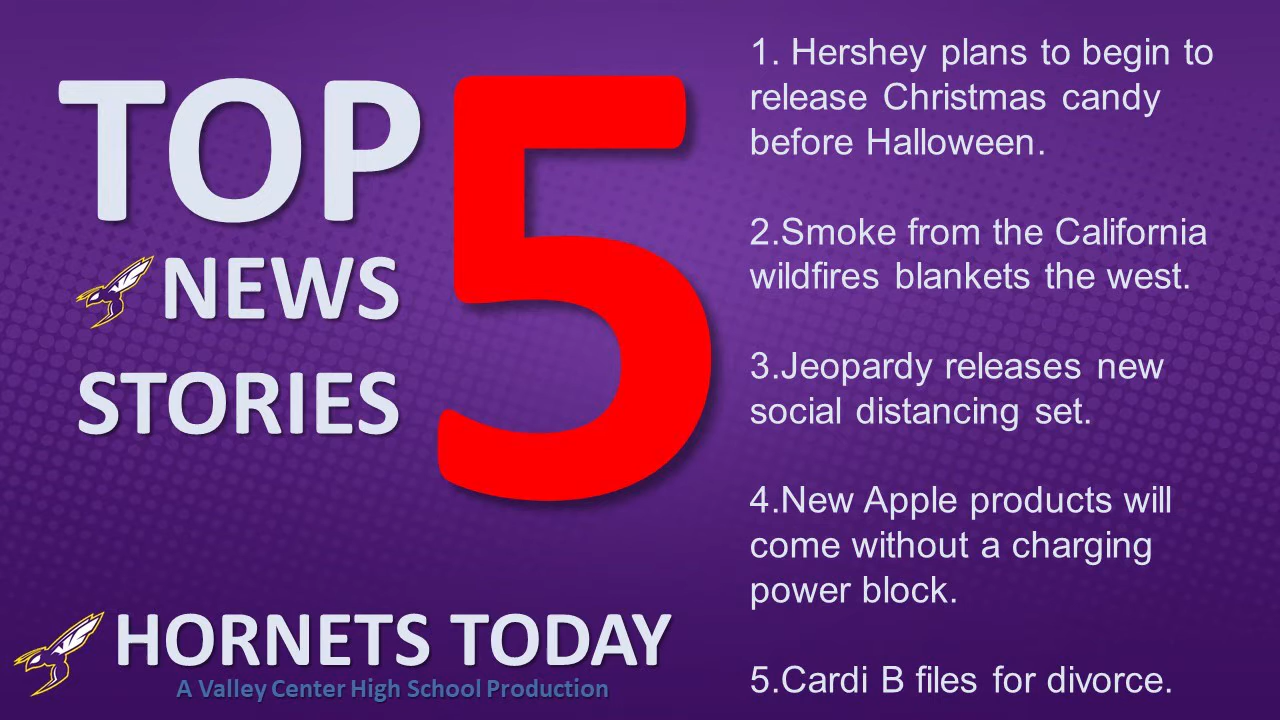 TOP
5
NEWS
STORIES
HORNETS TODAY
A Valley Center High School Production
1. Hershey plans to begin to
release Christmas candy
before Halloween.
2.Smoke from the California
wildfires blankets the west.
3.Jeopardy releases new
social distancing set.
4.New Apple products will
come without a charging
power block.
5.Cardi B files for divorce.